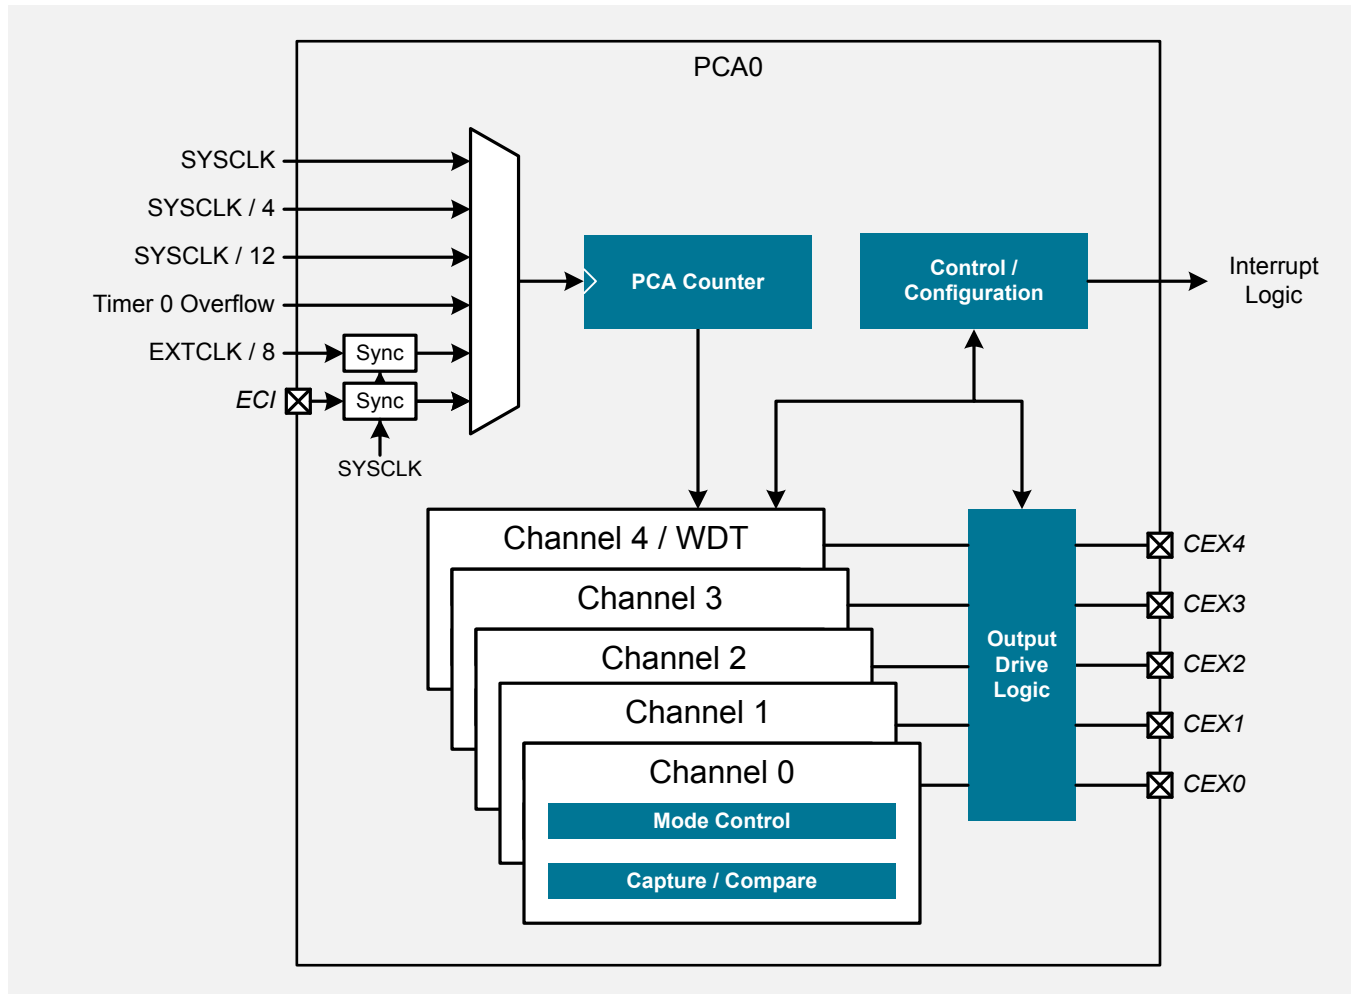 PCA0
SYSCLK
SYSCLK / 4
SYSCLK / 12
Timer 0 Overflow
EXTCLK / 8
ECI
Sync
Sync
SYSCLK
PCA Counter
Control /
Configuration
Interrupt
Logic
Channel 4 / WDT
Channel 3
Channel 2
Channel 1
Channel 0
Mode Control
Capture / Compare
Output
Drive
Logic
CEX4
CEX3
CEX2
CEX1
CEX0